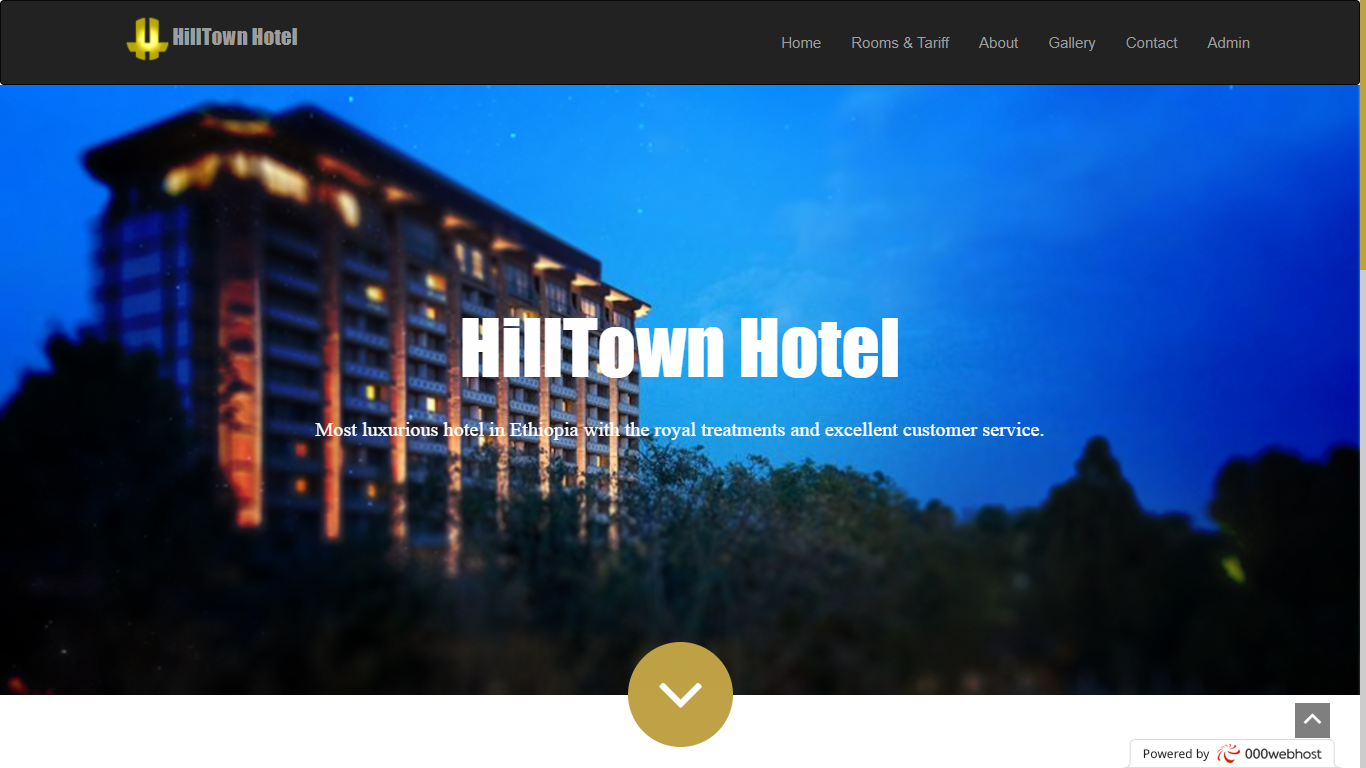 HillTown Hotel
Home Rooms & Tariff About Gallery Contact Admin
HillTown Hotel
Most luxurious hotel in Ethiopia with the royal treatments and excellent customer service.
Powered by 000webhost